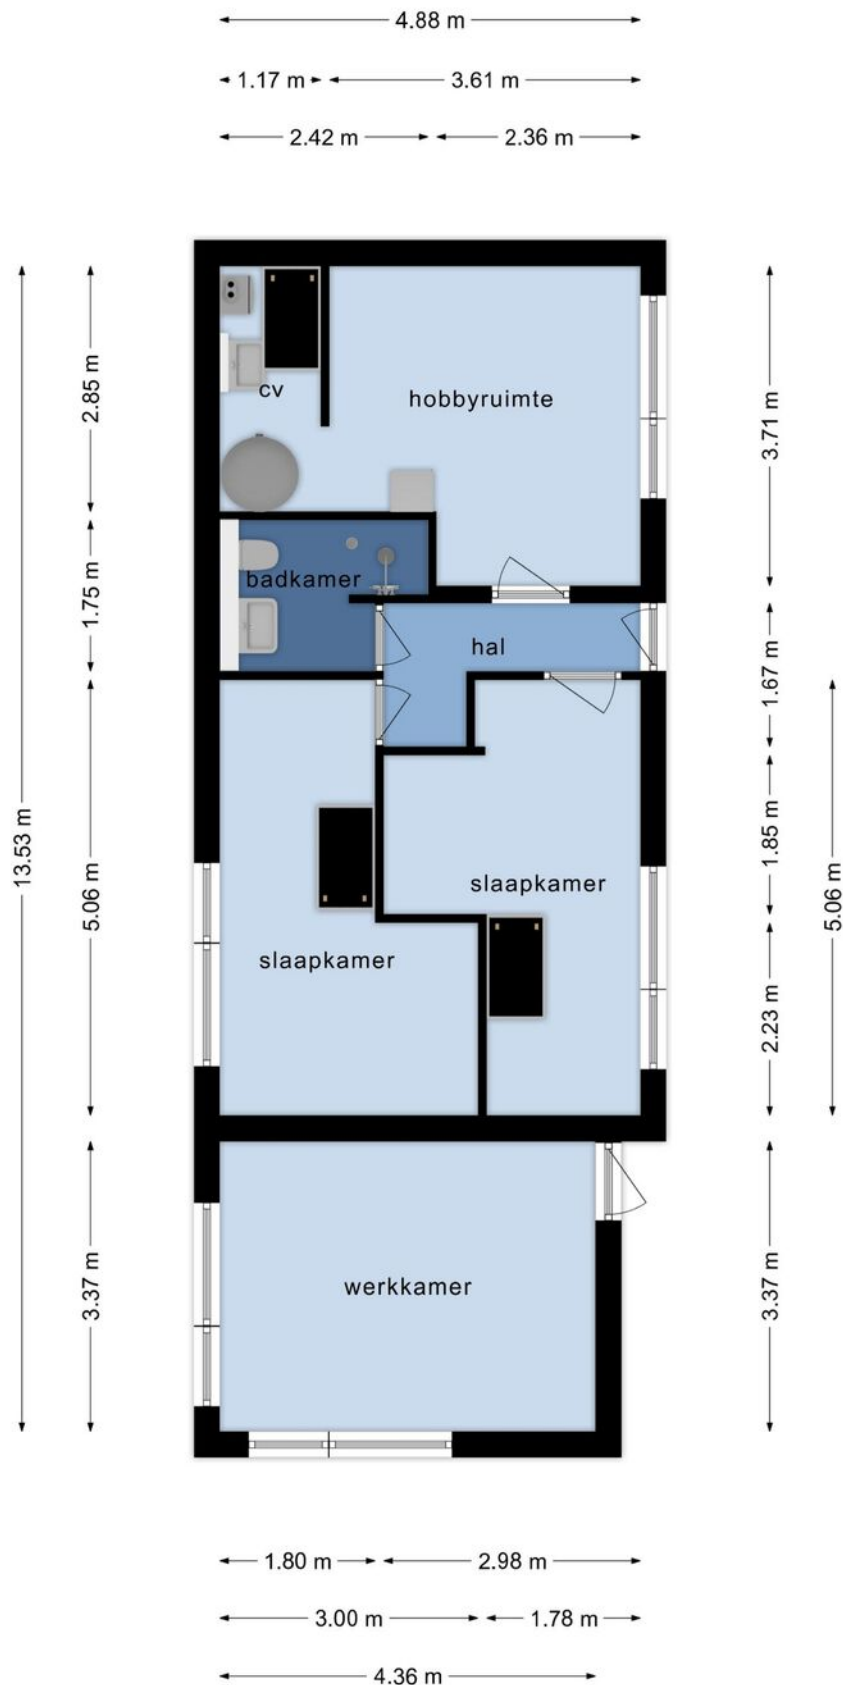 4.88 m
1.17 m
3.61 m
2.42 m
2.36 m
cv
hobbyruimte
badkamer
hal
slaapkamer
slaapkamer
werkkamer
13.53 m
2.85 m
1.75 m
5.06 m
3.37 m
3.71 m
1.67 m
1.85 m
2.23 m
3.37 m
5.06 m
1.80 m
2.98 m
3.00 m
1.78 m
4.36 m